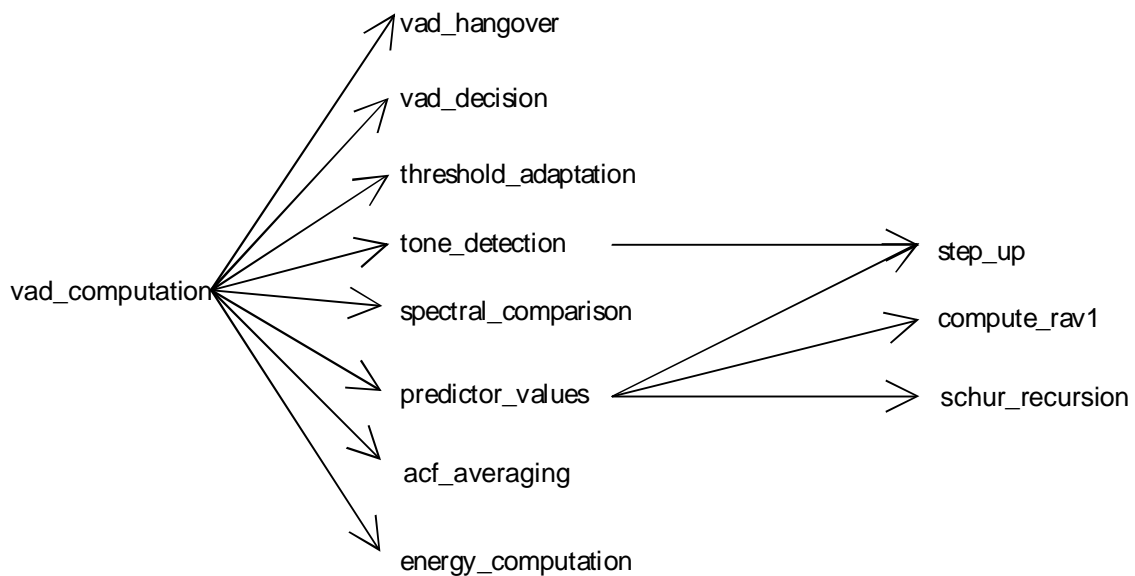 vad_hangover
vad_decision
threshold_adaptation
tone_detection
step_up
vad_computation
spectral_comparison
compute_rav1
predictor_values
schur_recursion
acf_averaging
energy_computation